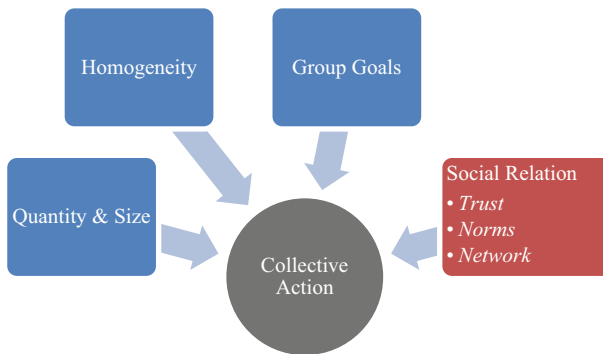 Homogeneity
Group Goals
Quantity & Size
Social Relation
• Trust
• Norms
• Network
Collective
Action